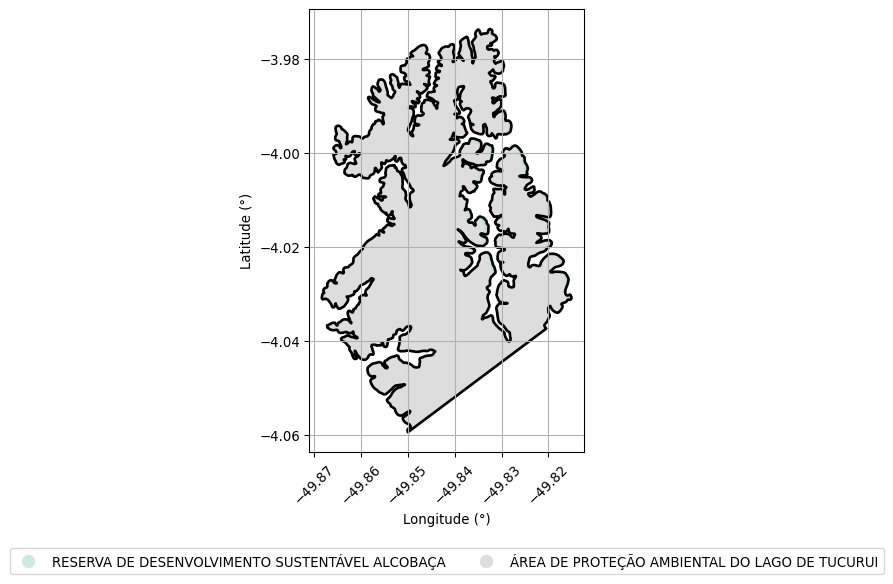 −3.98
−4.00
−4.02
−4.04
−4.06
Latitude (°)
−49.87
−49.86
−49.85
−49.84
−49.83
−49.82
Longitude (°)
RESERVA DE DESENVOLVIMENTO SUSTENTÁVEL ALCOBAÇA
ÁREA DE PROTEÇÃO AMBIENTAL DO LAGO DE TUCURUI